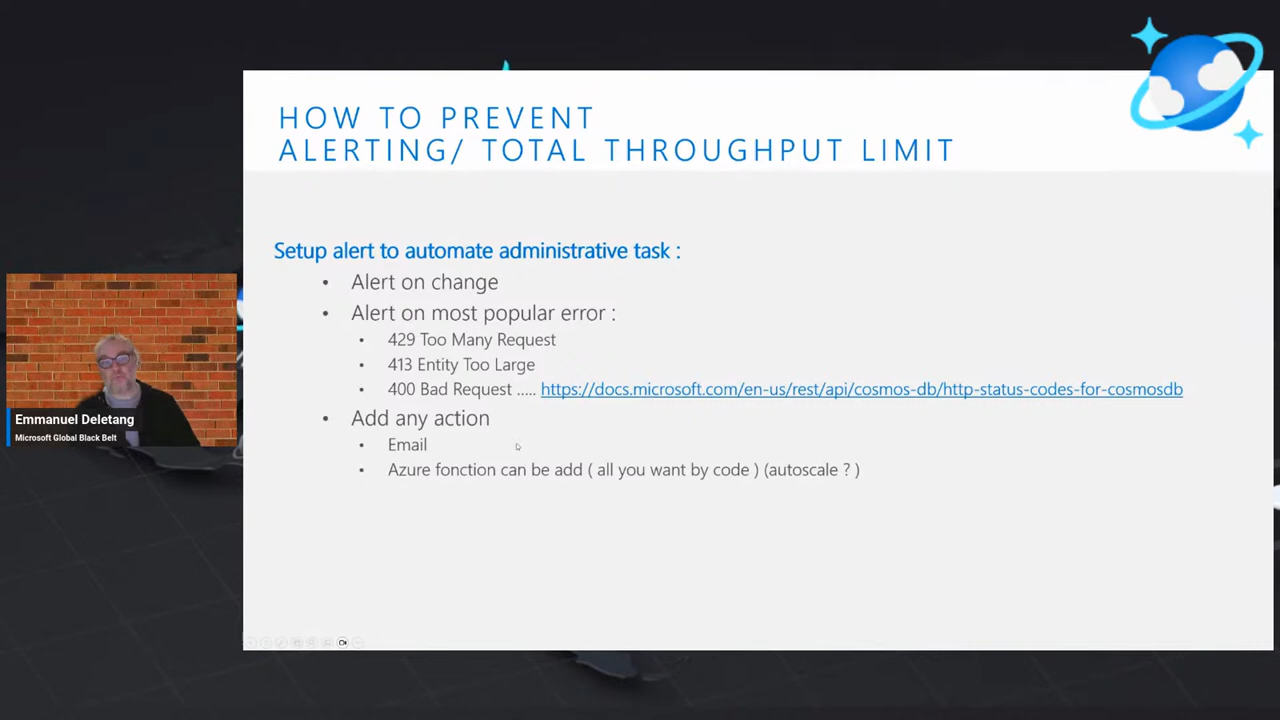 HOW TO PREVENT
ALERTING/ TOTAL THROUGHPUT LIMIT
Setup alert to automate administrative task :
• Alert on change
• Alert on most popular error :
• 429 Too Many Request
• 413 Entity Too Large
• 400 Bad Request ..... https://docs.microsoft.com/en-us/rest/api/cosmos-db/http-status-codes-for-cosmosdb
• Add any action
• Email
• Azure fonction can be add ( all you want by code ) (autoscale ? )
Emmanuel Deletang
Microsoft Global Black Belt